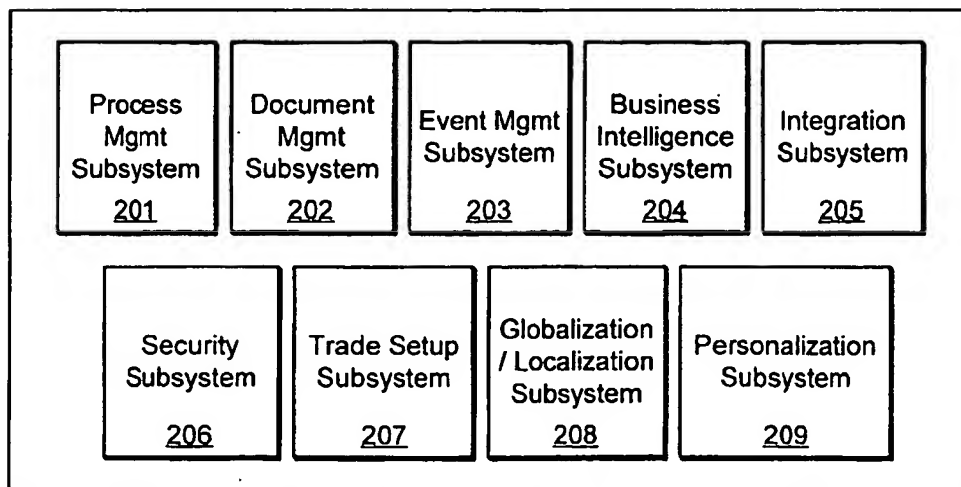 Process
Mgmt
Subsystem
201
Document
Mgmt
Subsystem
202
Event Mgmt
Subsystem
203
Business
Intelligence
Subsystem
204
Integration
Subsystem
205
Security
Subsystem
206
Trade Setup
Subsystem
207
Globalization
/ Localization
Subsystem
208
Personalization
Subsystem
209